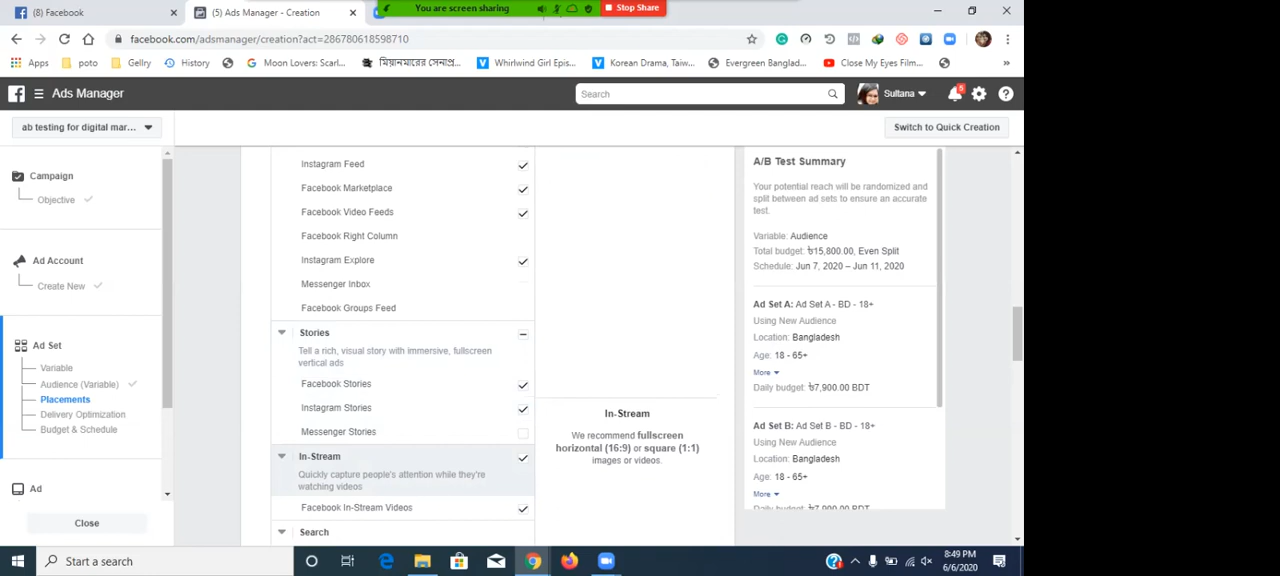 (8) Facebook
(5) Ads Manager - Creation
You are screen sharing
Stop Share
facebook.com/adsmanager/creation?act=286780618598710
Apps
poto
Gellry
History
Moon Lovers: Scarl...
মিয়ানমারের সেনাপ্র...
Whirlwind Girl Epis...
Korean Drama, Taiw...
Evergreen Banglad...
Close My Eyes Film...
»
Ads Manager
Search
Sultana
5
ab testing for digital mar...
Switch to Quick Creation
Campaign
Objective
Ad Account
Create New
Ad Set
Variable
Audience (Variable)
Placements
Delivery Optimization
Budget & Schedule
Ad
Close
Instagram Feed
Facebook Marketplace
Facebook Video Feeds
Facebook Right Column
Instagram Explore
Messenger Inbox
Facebook Groups Feed
Stories
Tell a rich, visual story with immersive, fullscreen
vertical ads
Facebook Stories
Instagram Stories
Messenger Stories
In-Stream
Quickly capture people's attention while they're
watching videos
Facebook In-Stream Videos
Search
In-Stream
We recommend fullscreen
horizontal (16:9) or square (1:1)
images or videos.
A/B Test Summary
Your potential reach will be randomized and
split between ad sets to ensure an accurate
test.
Variable: Audience
Total budget: ৳15,800.00, Even Split
Schedule: Jun 7, 2020 – Jun 11, 2020
Ad Set A: Ad Set A - BD - 18+
Using New Audience
Location: Bangladesh
Age: 18 - 65+
More
Daily budget: ৳7,900.00 BDT
Ad Set B: Ad Set B - BD - 18+
Using New Audience
Location: Bangladesh
Age: 18 - 65+
More
Daily budget: ৳7,900.00 BDT
Start a search
8:49 PM
6/6/2020